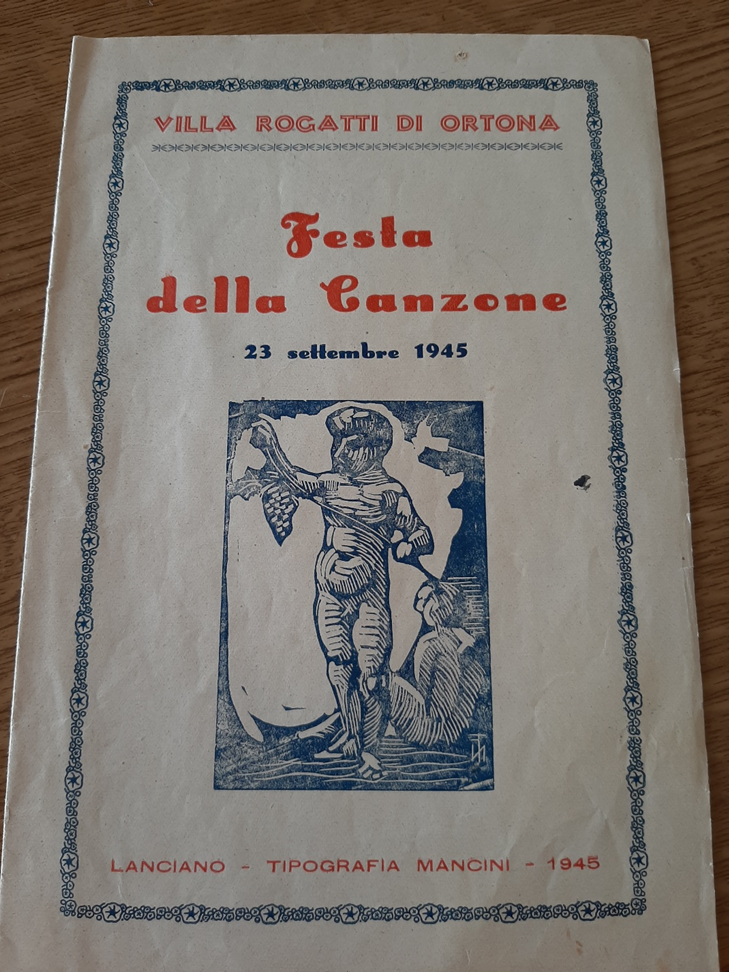 VILLA ROGATTI DI ORTONA
Festa
della Canzone
23 settembre 1945
LANCIANO - TIPOGRAFIA MANCINI - 1945